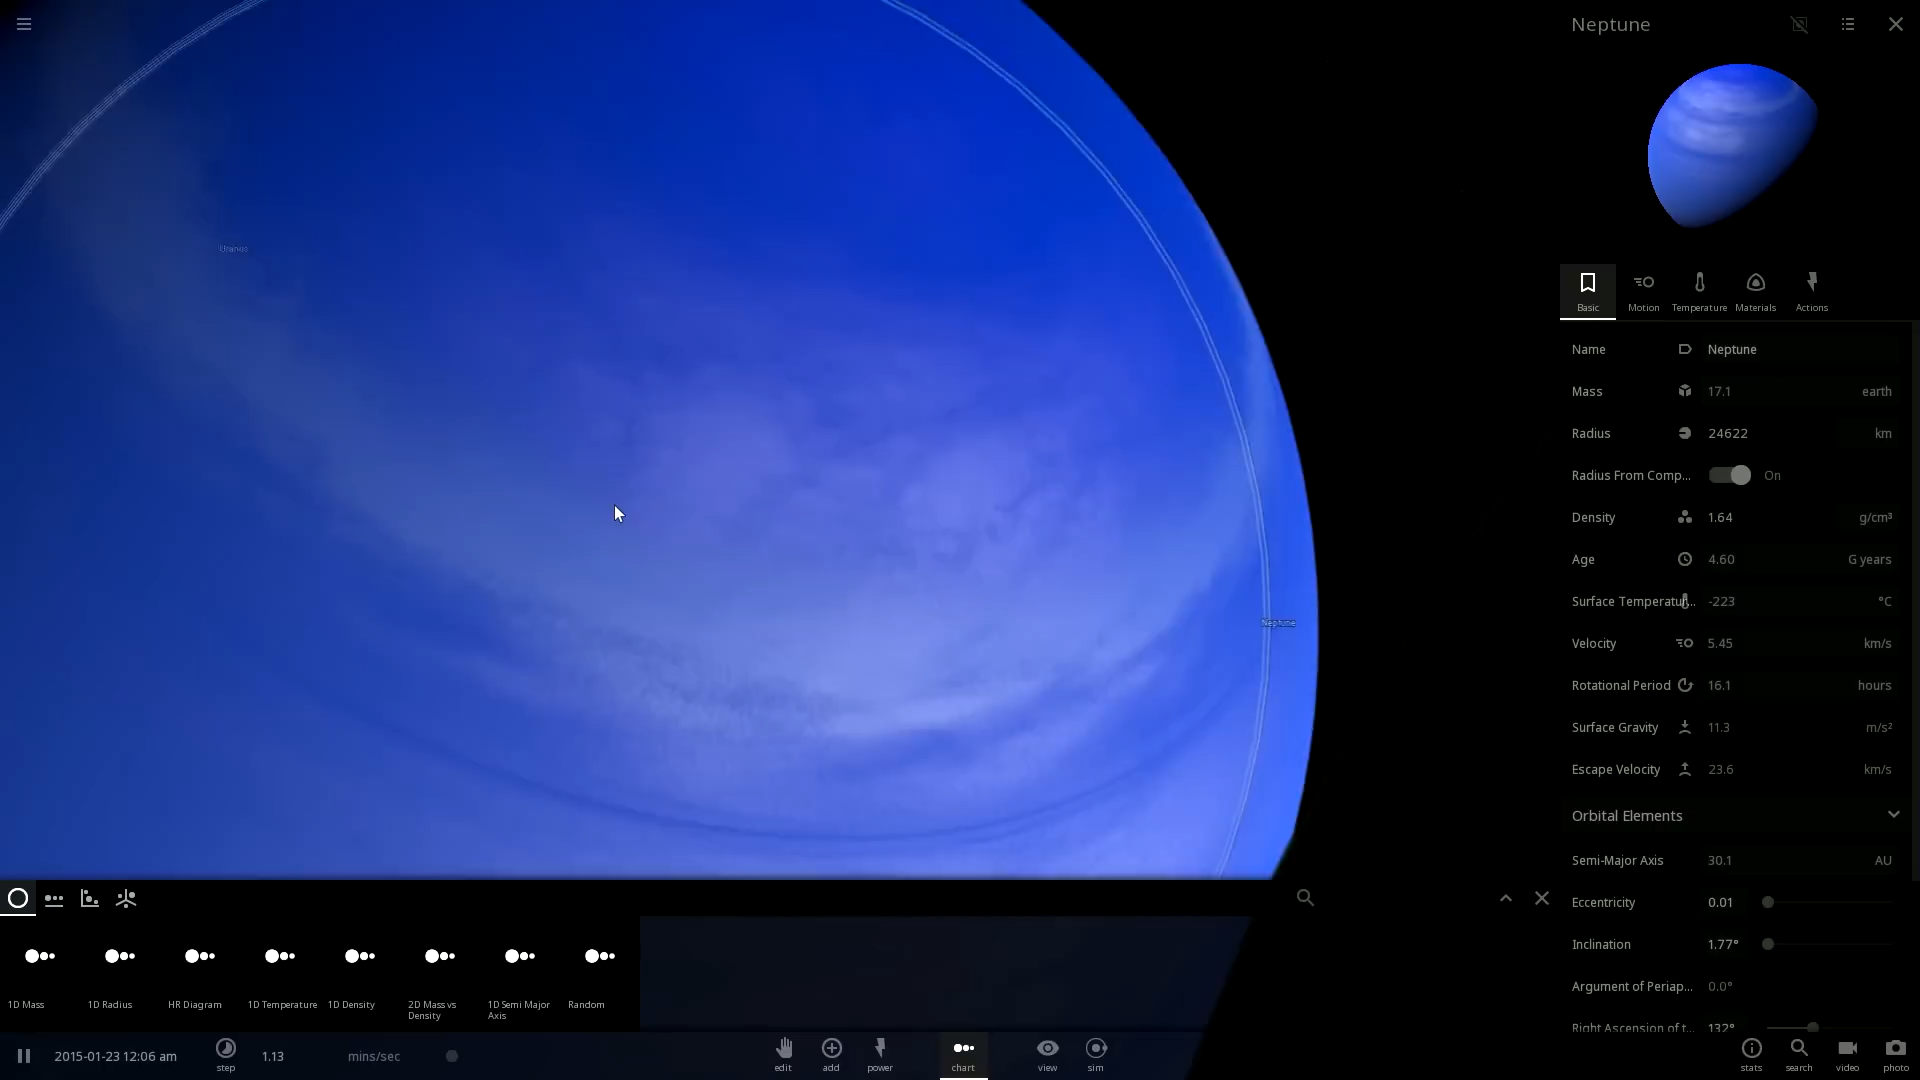 Neptune
Uranus
Neptune
Basic
Motion
Temperature
Materials
Actions
Name Neptune
Mass 17.1 earth
Radius 24622 km
Radius From Comp... On
Density 1.64 g/cm³
Age 4.60 G years
Surface Temperatur... -223 °C
Velocity 5.45 km/s
Rotational Period 16.1 hours
Surface Gravity 11.3 m/s²
Escape Velocity 23.6 km/s
Orbital Elements
Semi-Major Axis 30.1 AU
Eccentricity 0.01
Inclination 1.77°
Argument of Periap... 0.0°
Right Ascension of t... 132°
1D Mass
1D Radius
HR Diagram
1D Temperature
1D Density
2D Mass vs
Density
1D Semi Major
Axis
Random
2015-01-23 12:06 am
step
1.13 mins/sec
edit
add
power
chart
view
sim
stats
search
video
photo